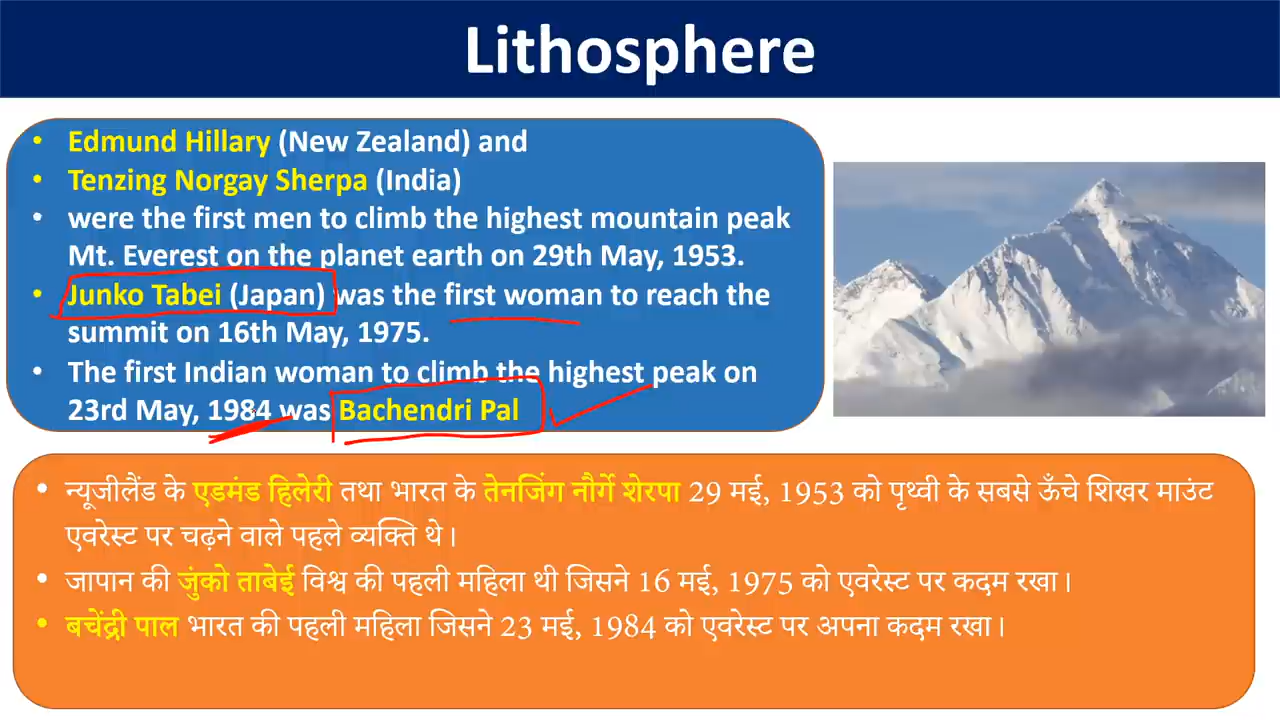 Lithosphere
• Edmund Hillary (New Zealand) and
• Tenzing Norgay Sherpa (India)
• were the first men to climb the highest mountain peak
Mt. Everest on the planet earth on 29th May, 1953.
• Junko Tabei (Japan) was the first woman to reach the
summit on 16th May, 1975.
• The first Indian woman to climb the highest peak on
23rd May, 1984 was Bachendri Pal
• न्यूजीलैंड के एडमंड हिलेरी तथा भारत के तेनजिंग नौर्गे शेरपा 29 मई, 1953 को पृथ्वी के सबसे ऊँचे शिखर माउंट
एवरेस्ट पर चढ़ने वाले पहले व्यक्ति थे।
• जापान की जुंको ताबेई विश्व की पहली महिला थी जिसने 16 मई, 1975 को एवरेस्ट पर कदम रखा।
• बचेंद्री पाल भारत की पहली महिला जिसने 23 मई, 1984 को एवरेस्ट पर अपना कदम रखा।